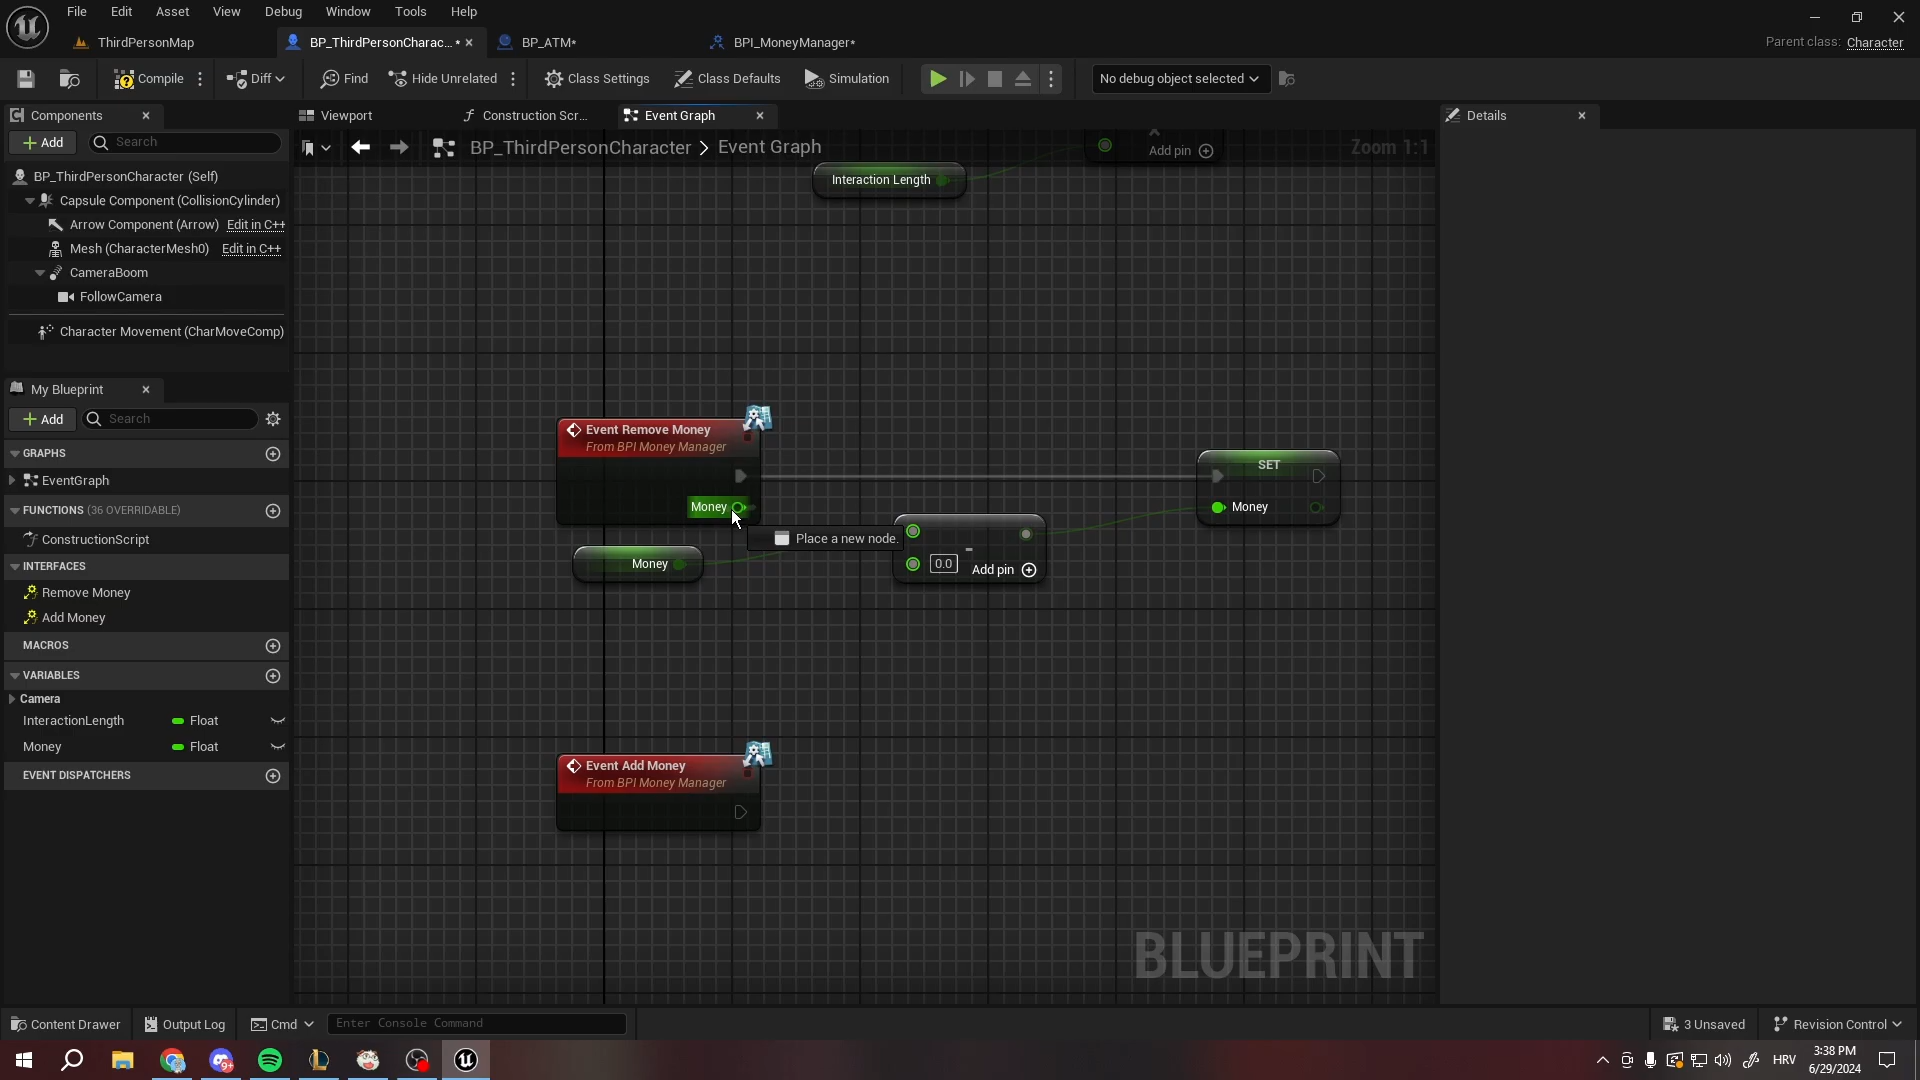 File Edit Asset View Debug Window Tools Help
ThirdPersonMap BP_ThirdPersonCharac... * BP_ATM* BPI_MoneyManager*
Parent class: Character
Compile Diff Find Hide Unrelated Class Settings Class Defaults Simulation No debug object selected
Components Viewport Construction Scr... Event Graph Details
Add Search
BP_ThirdPersonCharacter > Event Graph Zoom 1:1
BP_ThirdPersonCharacter (Self)
Capsule Component (CollisionCylinder)
Arrow Component (Arrow) Edit in C++
Mesh (CharacterMesh0) Edit in C++
CameraBoom
FollowCamera
Character Movement (CharMoveComp)
My Blueprint
Add Search
GRAPHS
EventGraph
FUNCTIONS (36 OVERRIDABLE)
ConstructionScript
INTERFACES
Remove Money
Add Money
MACROS
VARIABLES
Camera
InteractionLength Float
Money Float
EVENT DISPATCHERS
Add pin
Interaction Length
Event Remove Money
From BPI Money Manager
Money
Place a new node.
Money
0.0
-
Add pin
SET
Money
Event Add Money
From BPI Money Manager
BLUEPRINT
Content Drawer Output Log Cmd Enter Console Command 3 Unsaved Revision Control
9+
HRV
3:38 PM
6/29/2024